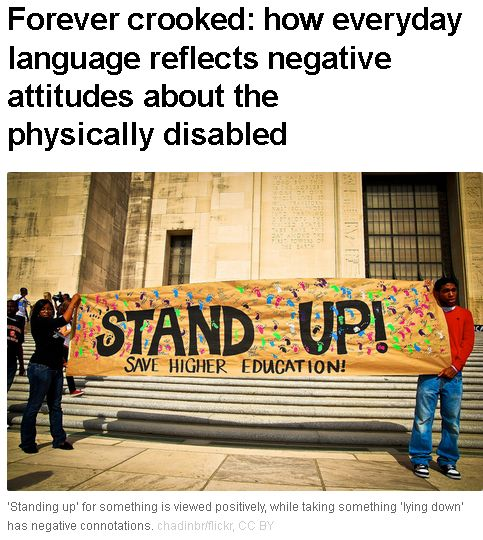 Forever crooked: how everyday
language reflects negative
attitudes about the
physically disabled
STAND UP!
SAVE HIGHER EDUCATION!
'Standing up' for something is viewed positively, while taking something 'lying down'
has negative connotations. chadinbr/flickr, CC BY